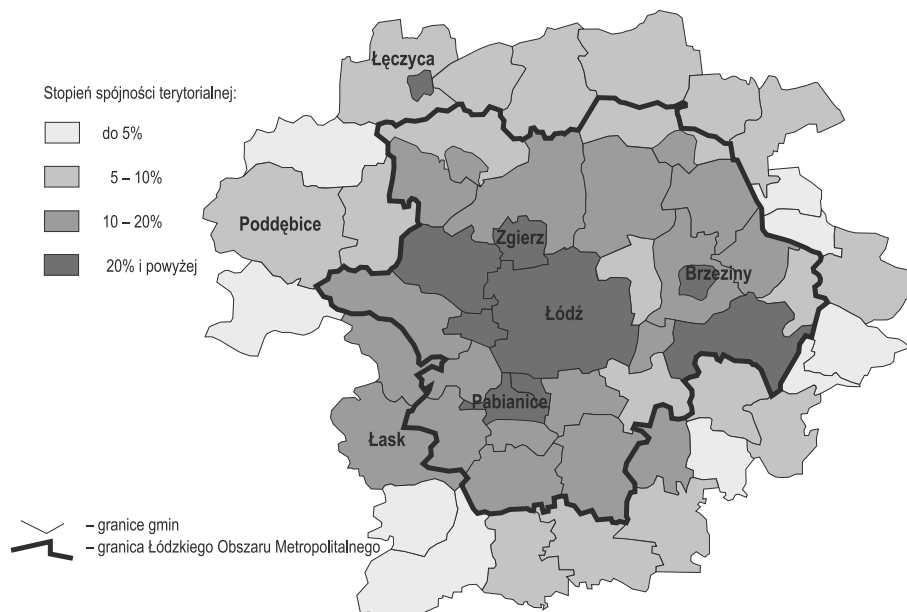 Łęczyca
Stopień spójności terytorialnej:
do 5%
5 – 10%
10 – 20%
20% i powyżej
Poddębice
Zgierz
Brzeziny
Łódź
Pabianice
Łask
– granice gmin
– granica Łódzkiego Obszaru Metropolitalnego